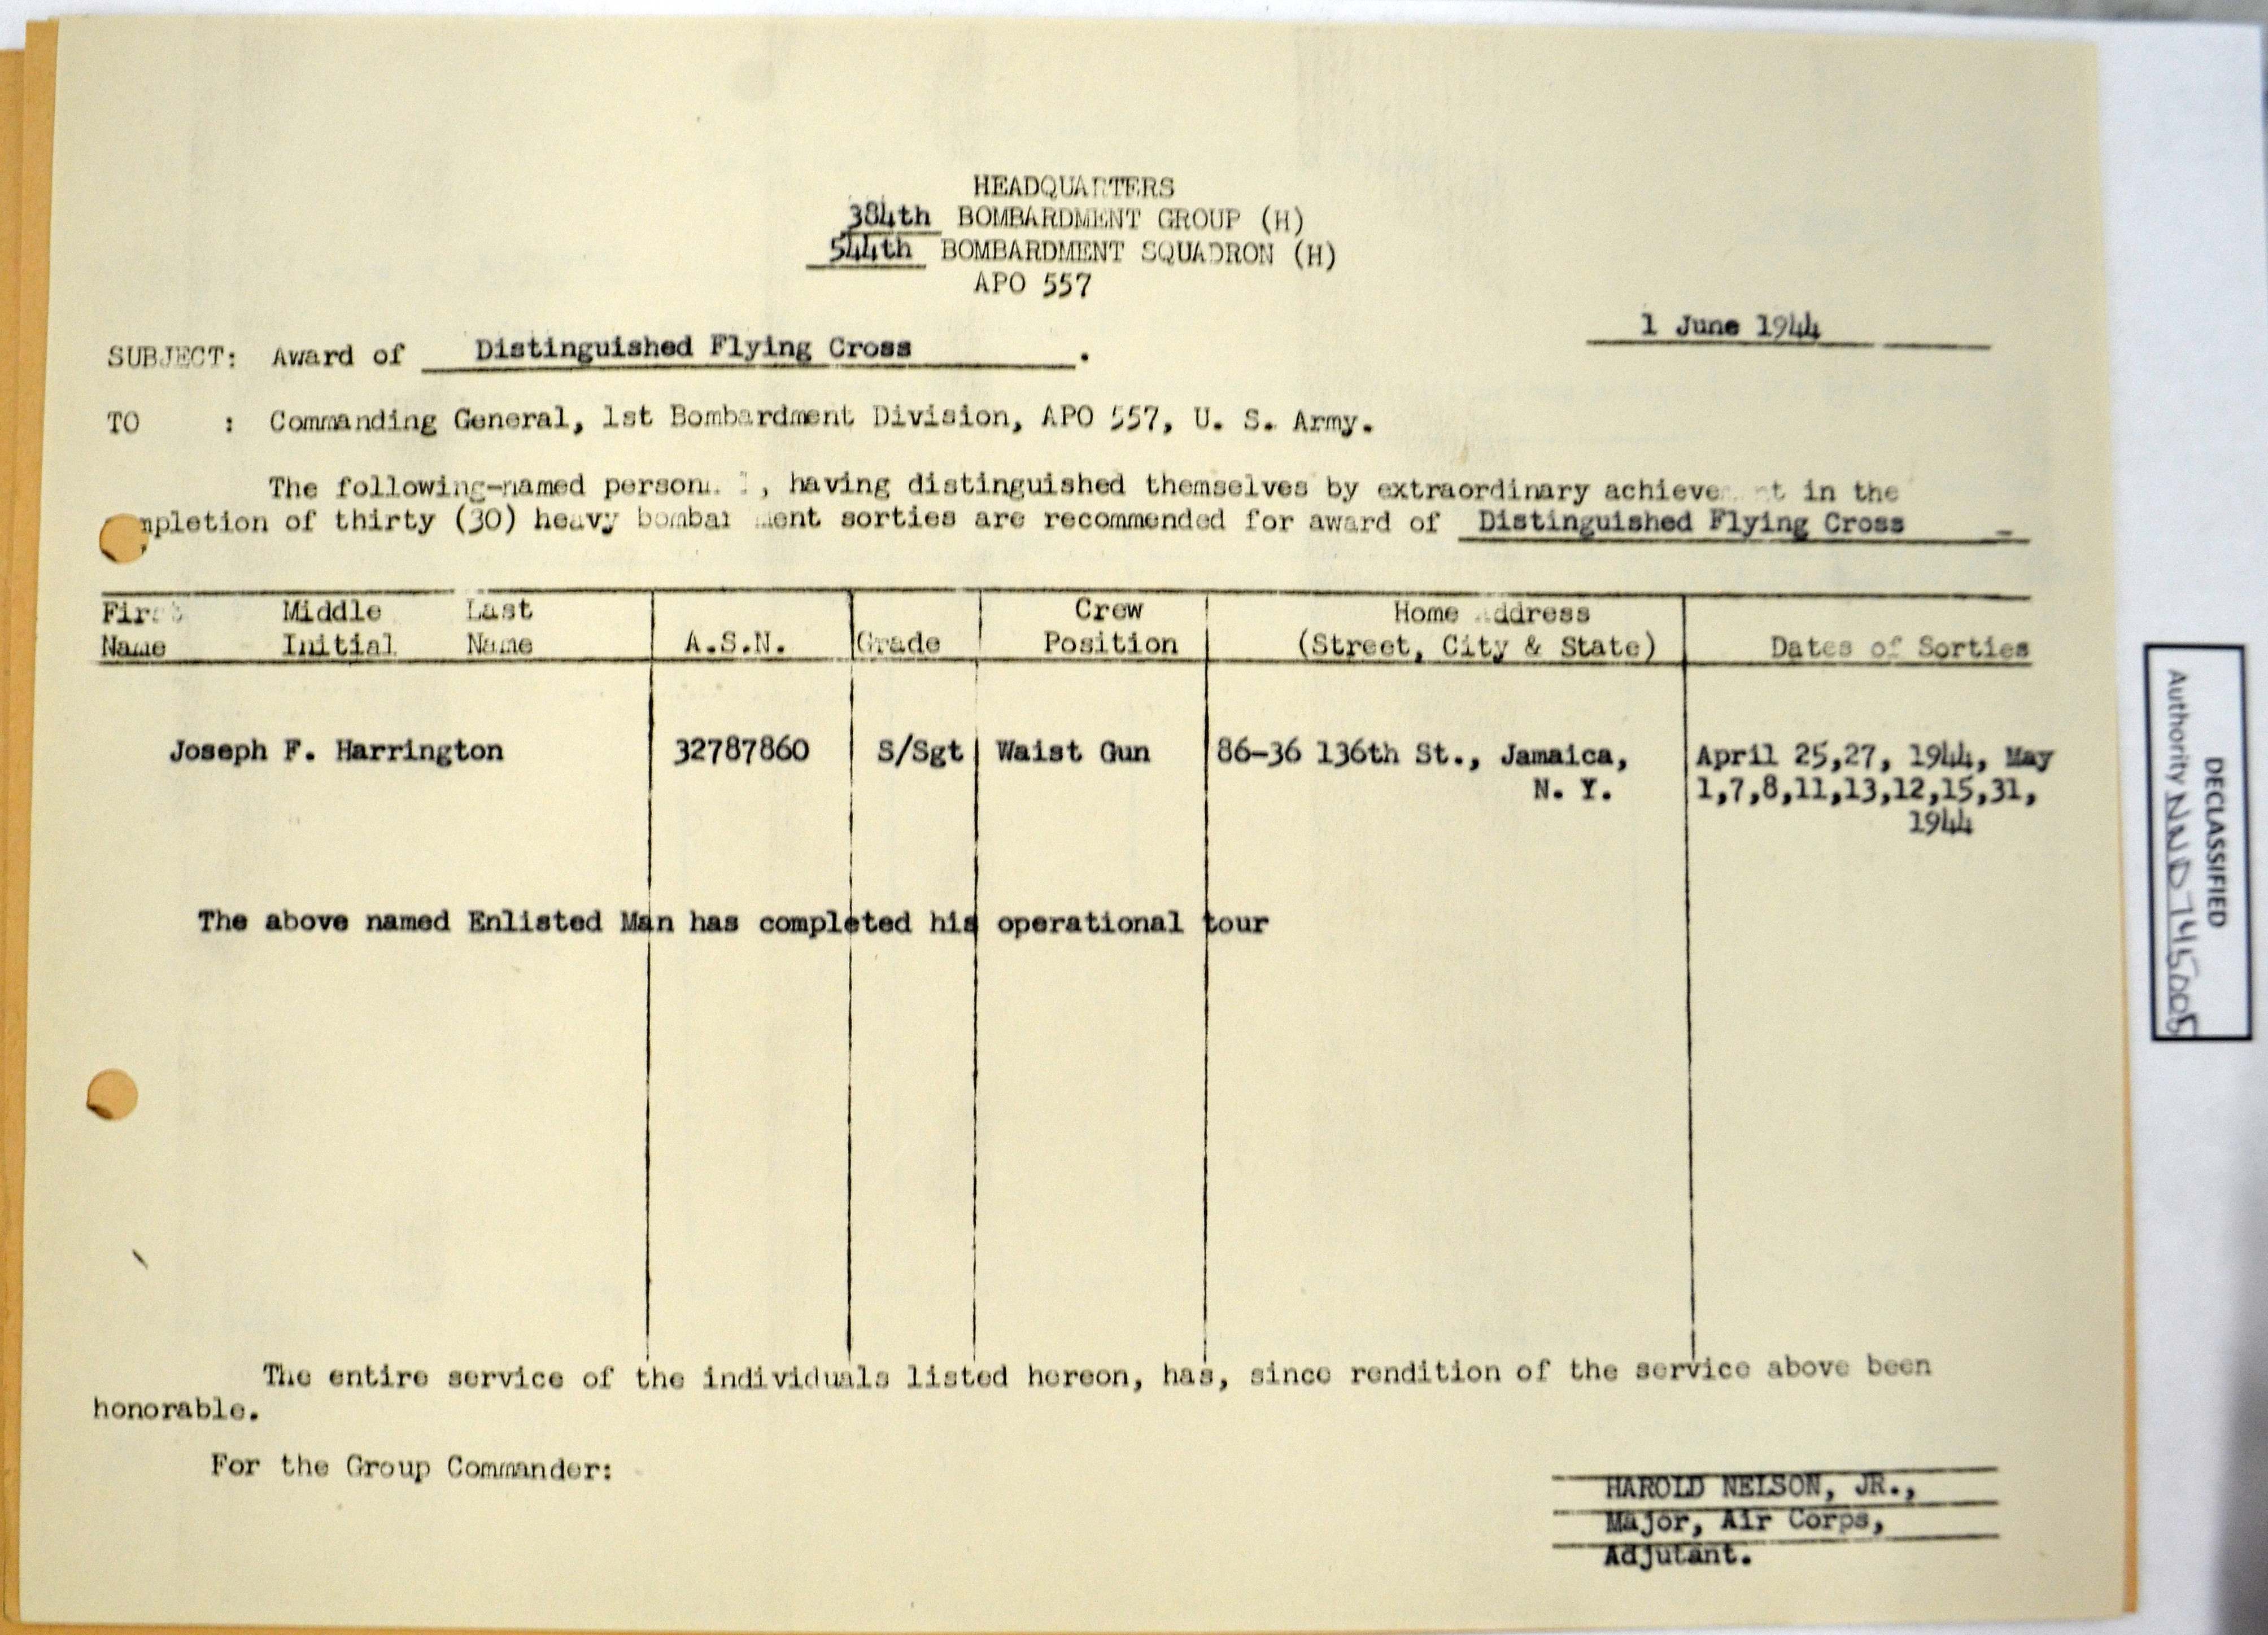 HEADQUARTERS
384th BOMBARDMENT GROUP (H)
544th BOMBARDMENT SQUADRON (H)
APO 557
1 June 1944
SUBJECT: Award of Distinguished Flying Cross .
TO : Commanding General, 1st Bombardment Division, APO 557, U. S. Army.
The following-named , having distinguished themselves by extraordinary in the
of thirty (30) heavy sorties are recommended for award of Distinguished Flying Cross
First Middle Last Crew Home Address
Name Initial Name A.S.N. Grade Position (Street, City & State) Dates of Sorties
Joseph F. Harrington 32787860 S/Sgt Waist Gun 86-36 136th St., Jamaica, April 25,27, 1944, May
N. Y. 1,7,8,11,13,12,15,31,
1944
The above named Enlisted Man has completed his operational tour
The entire service of the individuals listed hereon, has, since rendition of the service above been
honorable.
For the Group Commander:
HAROLD NELSON, JR.,
Major, Air Corps,
Adjutant.
DECLASSIFIED
Authority NND745005